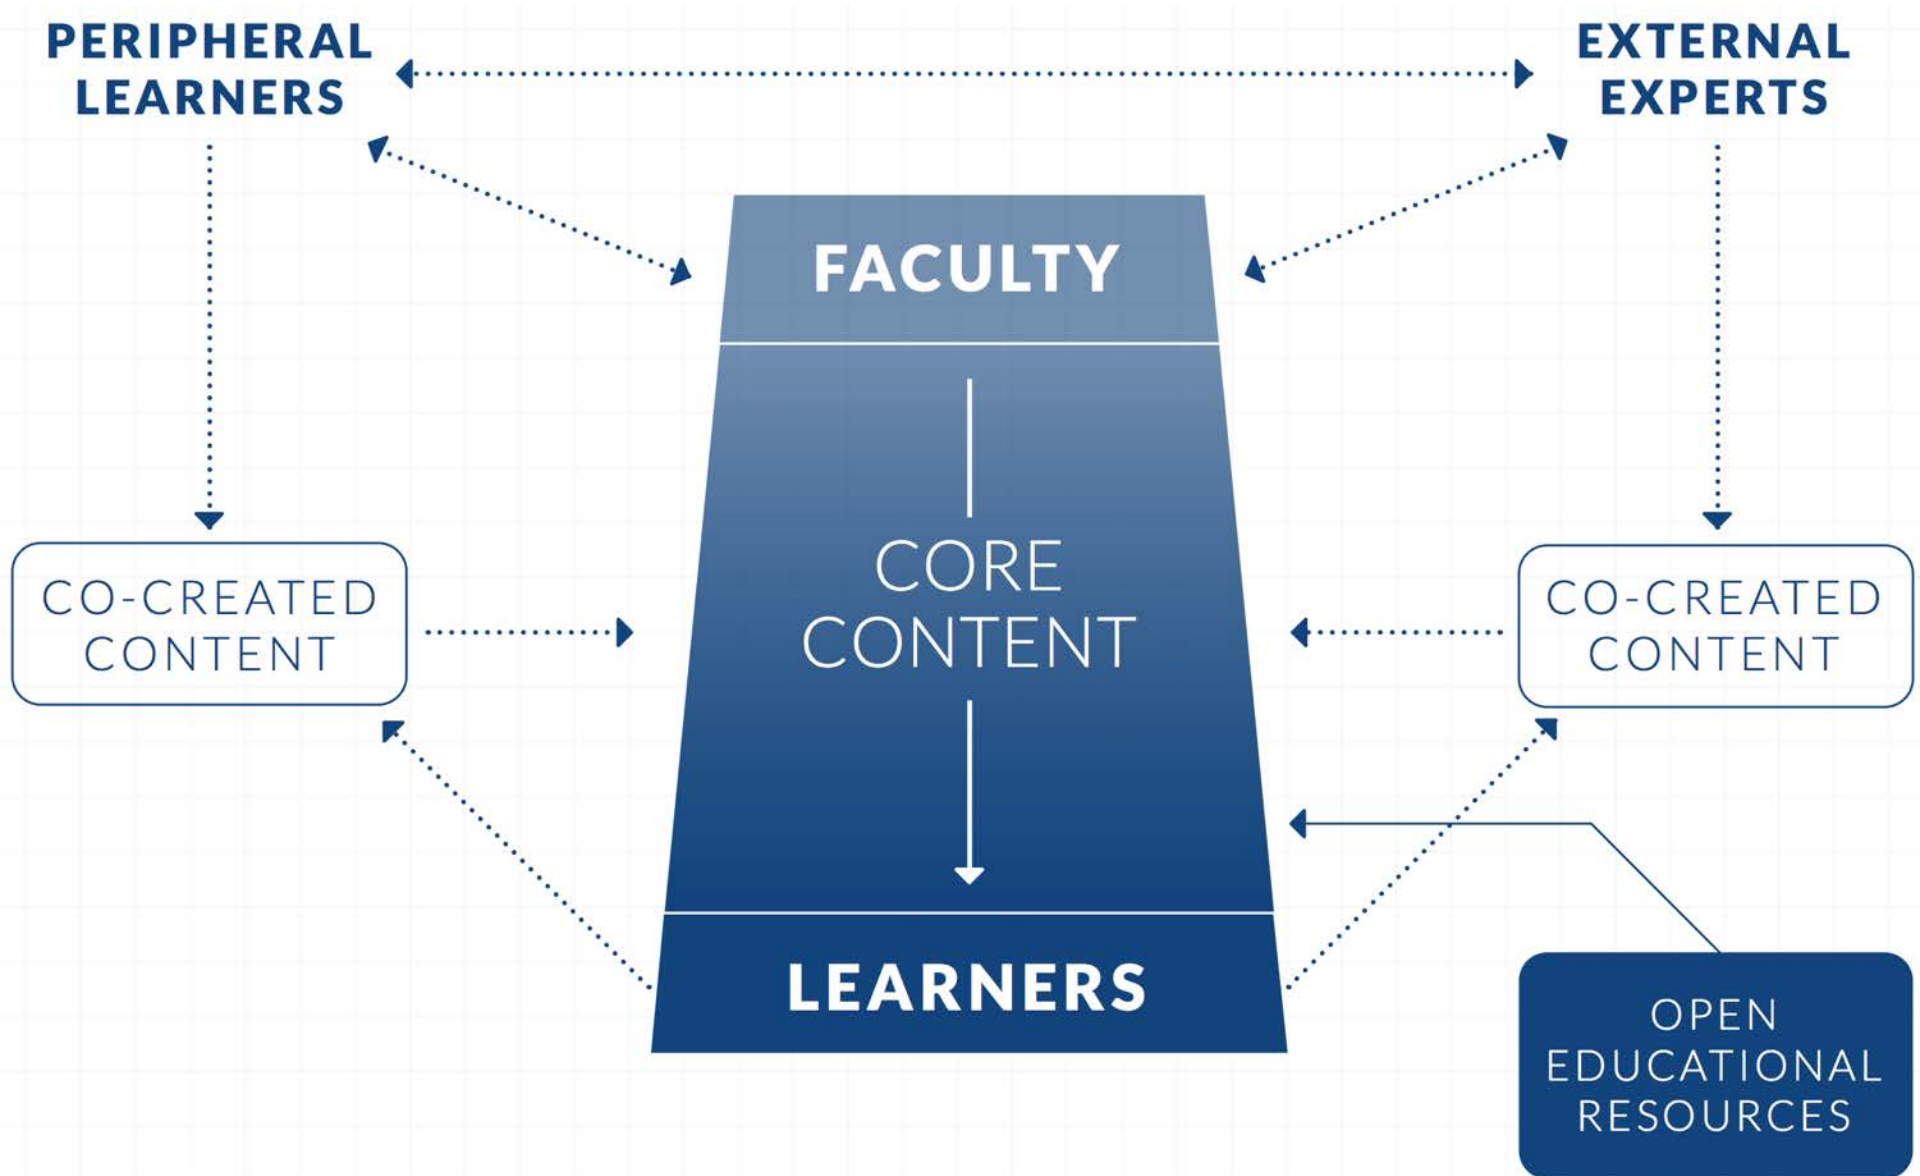 PERIPHERAL
LEARNERS
EXTERNAL
EXPERTS
FACULTY
CORE
CONTENT
CO-CREATED
CONTENT
CO-CREATED
CONTENT
LEARNERS
OPEN
EDUCATIONAL
RESOURCES